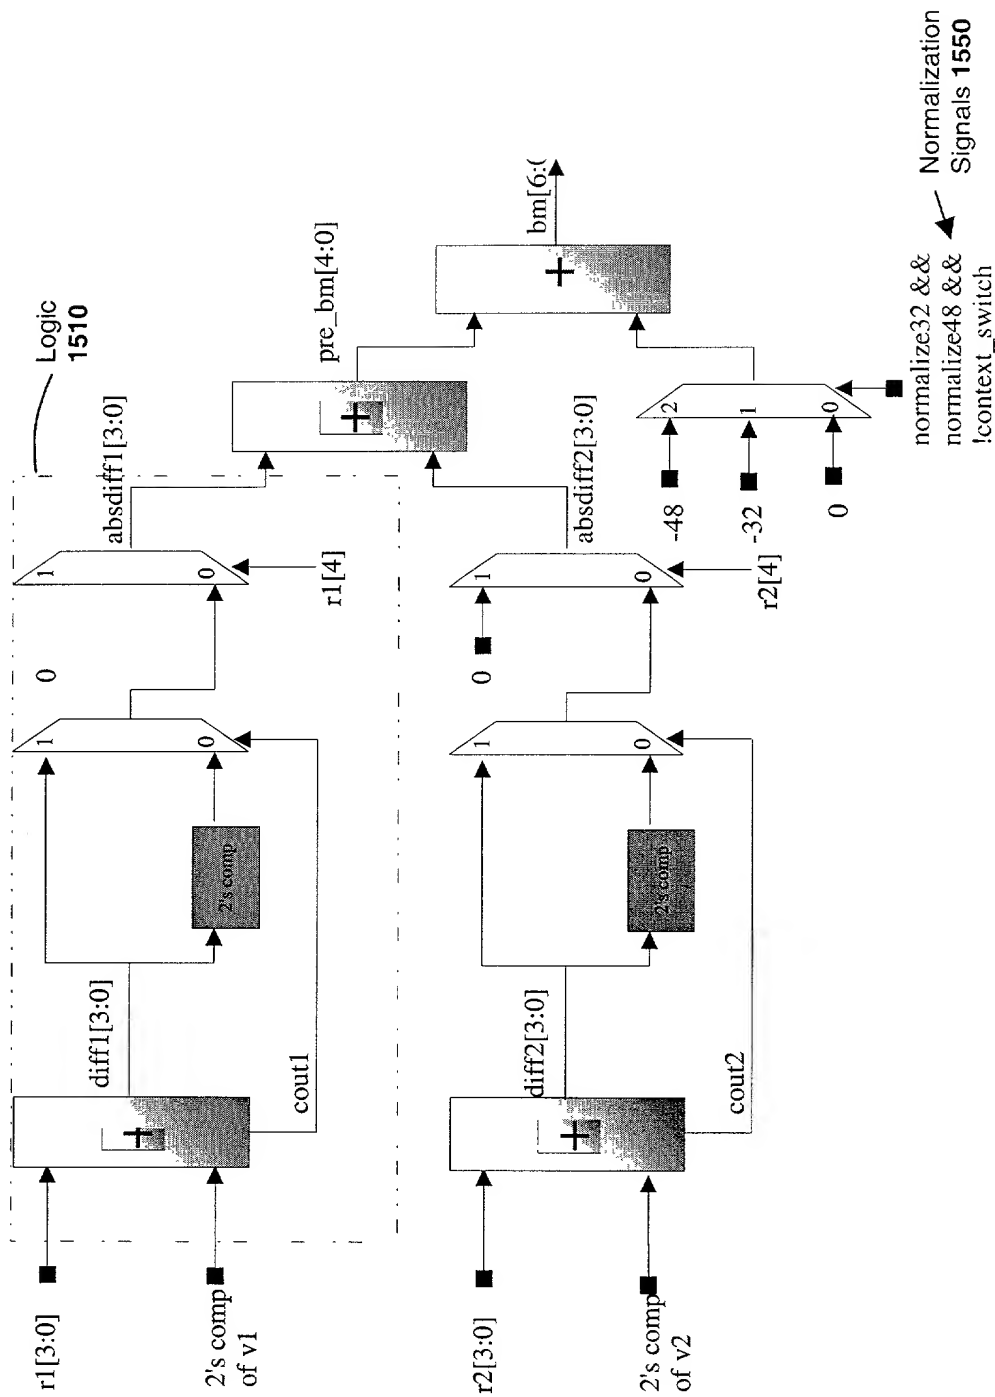 Logic
1510
r1[3:0]
2's comp
of v1
+
diff1[3:0]
cout1
2's comp
1
0
0
1
0
r1[4]
absdiff1[3:0]
+
pre_bm[4:0]
r2[3:0]
2's comp
of v2
+
diff2[3:0]
cout2
2's comp
1
0
0
1
0
r2[4]
absdiff2[3:0]
-48
-32
0
2
1
0
+
bm[6:
normalize32 &&
normalize48 &&
!context_switch
Normalization
Signals 1550